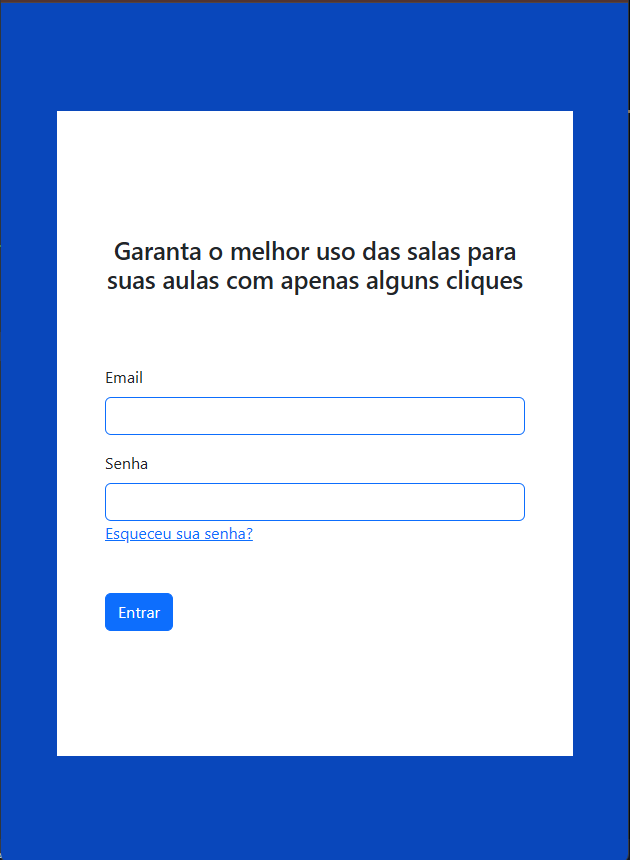 Garanta o melhor uso das salas para
suas aulas com apenas alguns cliques
Email
Senha
Esqueceu sua senha?
Entrar